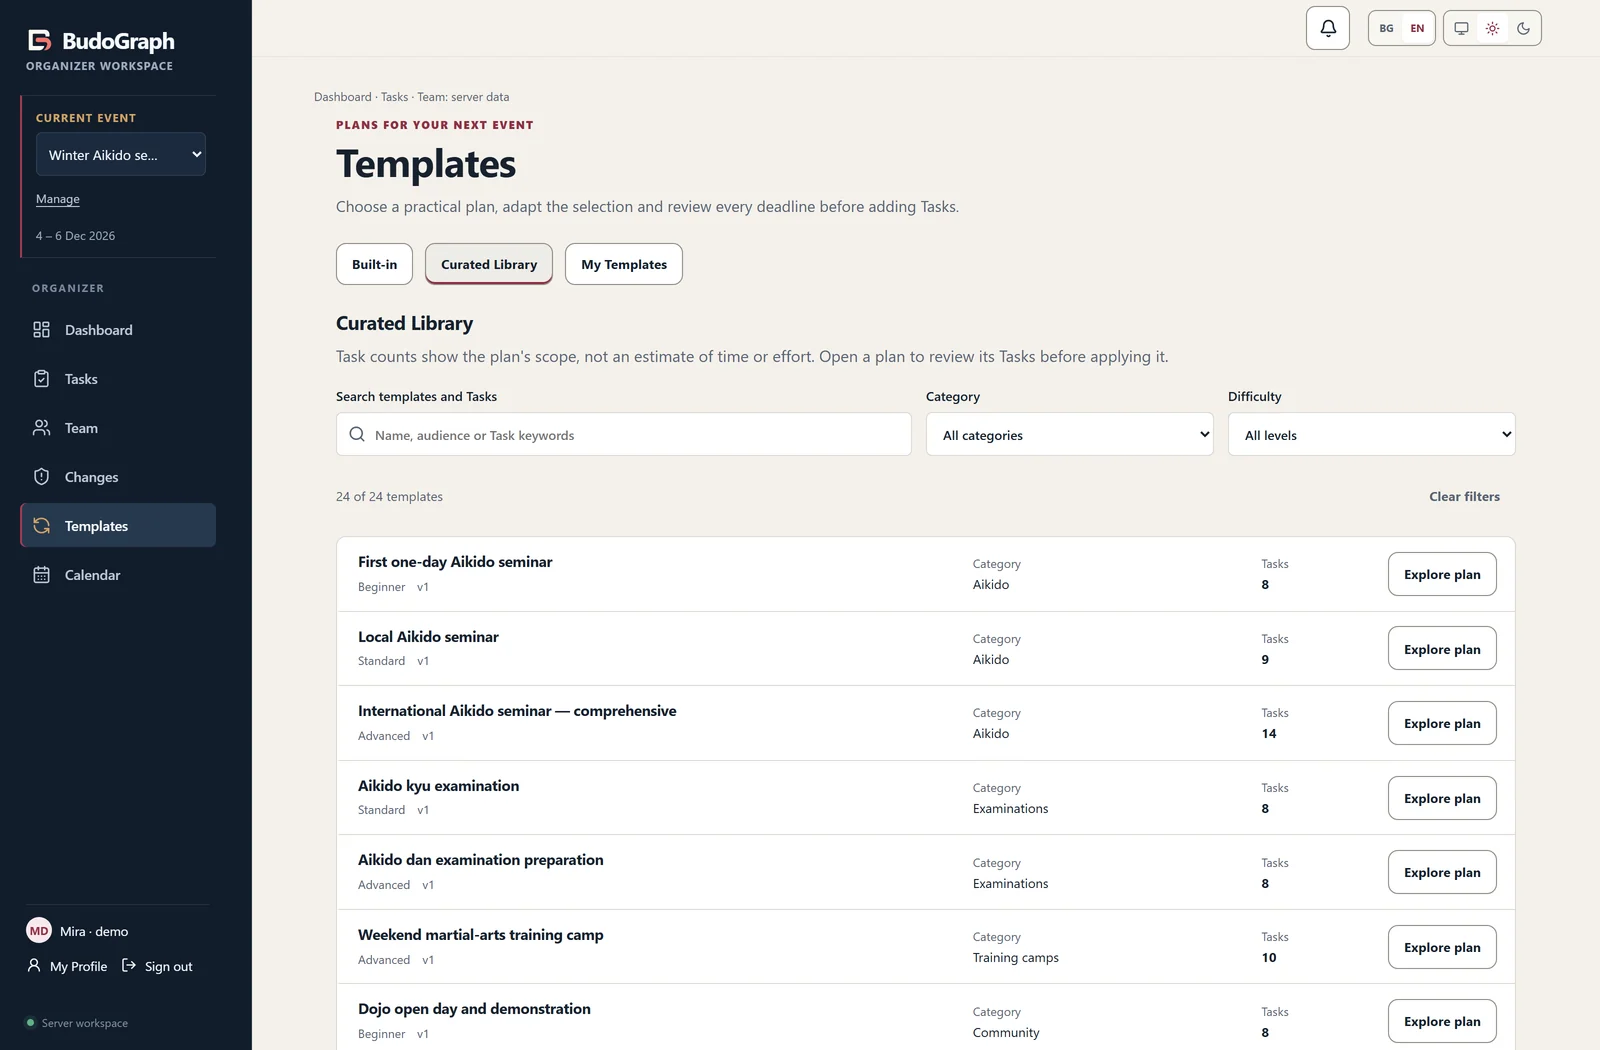 BudoGraph
ORGANIZER WORKSPACE
CURRENT EVENT
Winter Aikido se...
Manage
4 – 6 Dec 2026
ORGANIZER
Dashboard
Tasks
Team
Changes
Templates
Calendar
MD
Mira · demo
My Profile
Sign out
Server workspace
BG
EN
Dashboard · Tasks · Team: server data
PLANS FOR YOUR NEXT EVENT
Templates
Choose a practical plan, adapt the selection and review every deadline before adding Tasks.
Built-in
Curated Library
My Templates
Curated Library
Task counts show the plan's scope, not an estimate of time or effort. Open a plan to review its Tasks before applying it.
Search templates and Tasks
Category
Difficulty
Name, audience or Task keywords
All categories
All levels
24 of 24 templates
Clear filters
First one-day Aikido seminar
Beginner v1
Category
Aikido
Tasks
8
Explore plan
Local Aikido seminar
Standard v1
Category
Aikido
Tasks
9
Explore plan
International Aikido seminar — comprehensive
Advanced v1
Category
Aikido
Tasks
14
Explore plan
Aikido kyu examination
Standard v1
Category
Examinations
Tasks
8
Explore plan
Aikido dan examination preparation
Advanced v1
Category
Examinations
Tasks
8
Explore plan
Weekend martial-arts training camp
Advanced v1
Category
Training camps
Tasks
10
Explore plan
Dojo open day and demonstration
Beginner v1
Category
Community
Tasks
8
Explore plan